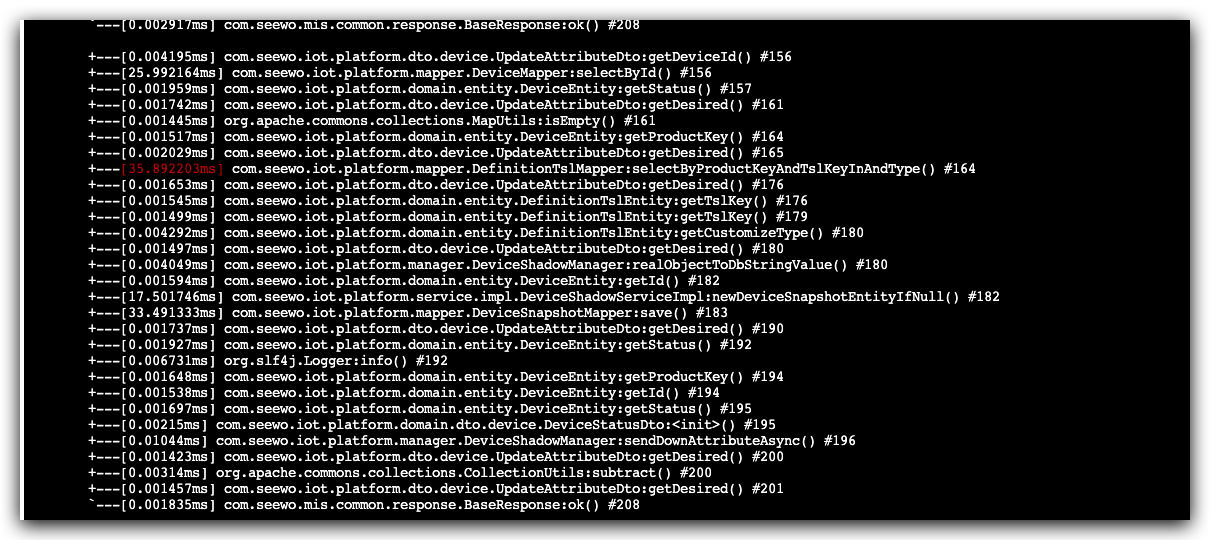 `---[0.002917ms] com.seewo.mis.common.response.BaseResponse:ok() #208
+---[0.004195ms] com.seewo.iot.platform.dto.device.UpdateAttributeDto:getDeviceId() #156
+---[25.992164ms] com.seewo.iot.platform.mapper.DeviceMapper:selectById() #156
+---[0.001959ms] com.seewo.iot.platform.domain.entity.DeviceEntity:getStatus() #157
+---[0.001742ms] com.seewo.iot.platform.dto.device.UpdateAttributeDto:getDesired() #161
+---[0.001445ms] org.apache.commons.collections.MapUtils:isEmpty() #161
+---[0.001517ms] com.seewo.iot.platform.domain.entity.DeviceEntity:getProductKey() #164
+---[0.002029ms] com.seewo.iot.platform.dto.device.UpdateAttributeDto:getDesired() #165
+---[35.892203ms] com.seewo.iot.platform.mapper.DefinitionTslMapper:selectByProductKeyAndTslKeyInAndType() #164
+---[0.001653ms] com.seewo.iot.platform.dto.device.UpdateAttributeDto:getDesired() #176
+---[0.001545ms] com.seewo.iot.platform.domain.entity.DefinitionTslEntity:getTslKey() #176
+---[0.001499ms] com.seewo.iot.platform.domain.entity.DefinitionTslEntity:getTslKey() #179
+---[0.004292ms] com.seewo.iot.platform.domain.entity.DefinitionTslEntity:getCustomizeType() #180
+---[0.001497ms] com.seewo.iot.platform.dto.device.UpdateAttributeDto:getDesired() #180
+---[0.004049ms] com.seewo.iot.platform.manager.DeviceShadowManager:realObjectToDbStringValue() #180
+---[0.001594ms] com.seewo.iot.platform.domain.entity.DeviceEntity:getId() #182
+---[17.501746ms] com.seewo.iot.platform.service.impl.DeviceShadowServiceImpl:newDeviceSnapshotEntityIfNull() #182
+---[33.491333ms] com.seewo.iot.platform.mapper.DeviceSnapshotMapper:save() #183
+---[0.001737ms] com.seewo.iot.platform.dto.device.UpdateAttributeDto:getDesired() #190
+---[0.001927ms] com.seewo.iot.platform.domain.entity.DeviceEntity:getStatus() #192
+---[0.006731ms] org.slf4j.Logger:info() #192
+---[0.001648ms] com.seewo.iot.platform.domain.entity.DeviceEntity:getProductKey() #194
+---[0.001538ms] com.seewo.iot.platform.domain.entity.DeviceEntity:getId() #194
+---[0.001697ms] com.seewo.iot.platform.domain.entity.DeviceEntity:getStatus() #195
+---[0.00215ms] com.seewo.iot.platform.domain.dto.device.DeviceStatusDto:<init>() #195
+---[0.01044ms] com.seewo.iot.platform.manager.DeviceShadowManager:sendDownAttributeAsync() #196
+---[0.001423ms] com.seewo.iot.platform.dto.device.UpdateAttributeDto:getDesired() #200
+---[0.00314ms] org.apache.commons.collections.CollectionUtils:subtract() #200
+---[0.001457ms] com.seewo.iot.platform.dto.device.UpdateAttributeDto:getDesired() #201
`---[0.001835ms] com.seewo.mis.common.response.BaseResponse:ok() #208